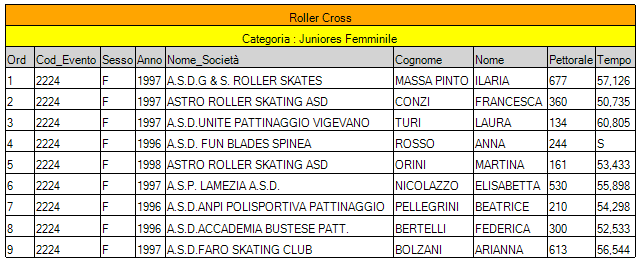 Roller Cross
Categoria : Juniores Femminile
Ord Cod_Evento Sesso Anno Nome_Società Cognome Nome Pettorale Tempo
1 2224 F 1997 A.S.D.G & S. ROLLER SKATES MASSA PINTO ILARIA 677 57,126
2 2224 F 1997 ASTRO ROLLER SKATING ASD CONZI FRANCESCA 360 50,735
3 2224 F 1997 A.S.D.UNITE PATTINAGGIO VIGEVANO TURI LAURA 134 60,805
4 2224 F 1996 A.S.D. FUN BLADES SPINEA ROSSO ANNA 244 S
5 2224 F 1998 ASTRO ROLLER SKATING ASD ORINI MARTINA 161 53,433
6 2224 F 1997 A.S.P. LAMEZIA A.S.D. NICOLAZZO ELISABETTA 530 55,898
7 2224 F 1996 A.S.D.ANPI POLISPORTIVA PATTINAGGIO PELLEGRINI BEATRICE 210 54,298
8 2224 F 1996 A.S.D.ACCADEMIA BUSTESE PATT. BERTELLI FEDERICA 300 52,533
9 2224 F 1997 A.S.D.FARO SKATING CLUB BOLZANI ARIANNA 613 56,544